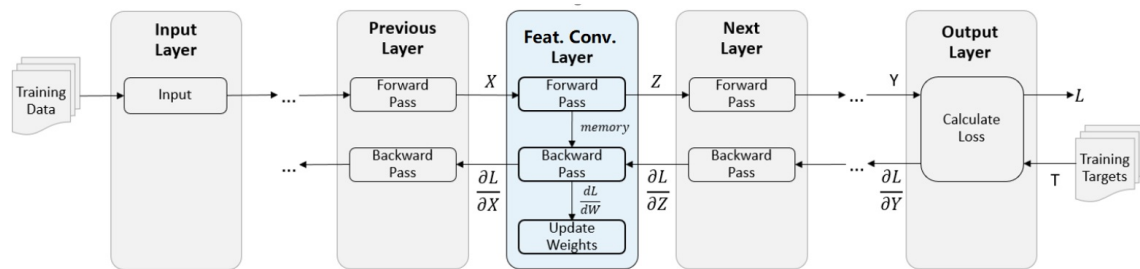 Input
Layer
Previous
Layer
Feat. Conv.
Layer
Next
Layer
Output
Layer
Training
Data
Input
...
Forward
Pass
X
Forward
Pass
Z
Forward
Pass
...
Y
Calculate
Loss
L
memory
...
Backward
Pass
∂L
∂X
Backward
Pass
∂L
∂Z
Backward
Pass
...
∂L
∂Y
T
Training
Targets
dL
dW
Update
Weights